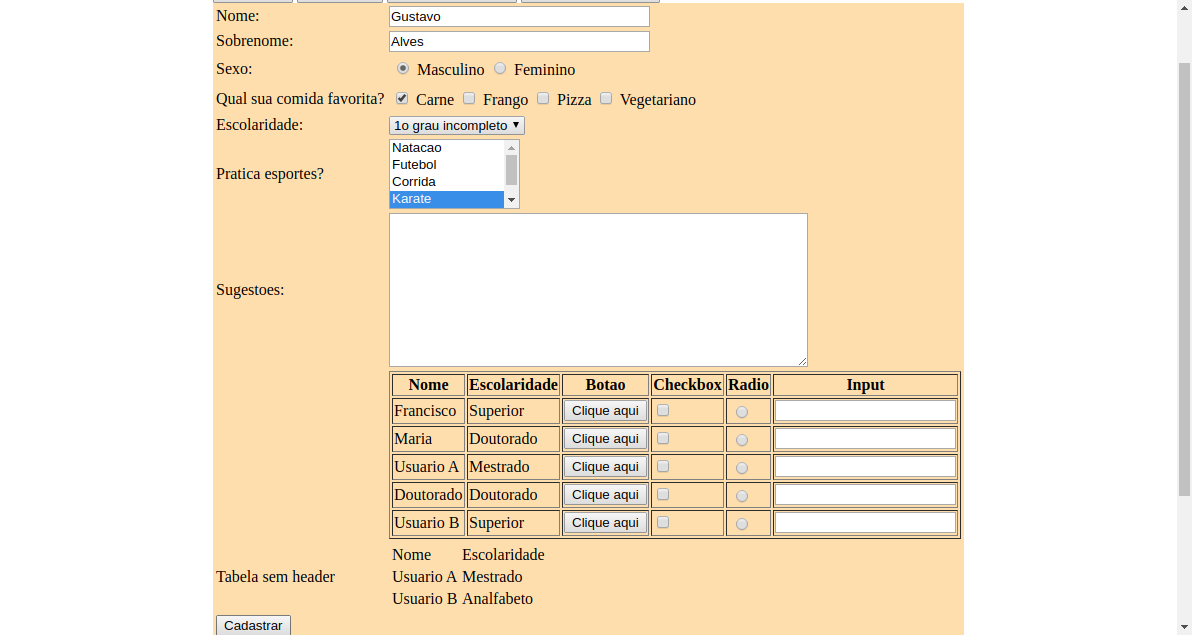 Nome: Gustavo
Sobrenome: Alves
Sexo: Masculino Feminino
Qual sua comida favorita? Carne Frango Pizza Vegetariano
Escolaridade: 1o grau incompleto
Pratica esportes?
Natacao
Futebol
Corrida
Karate
Sugestoes:
Nome Escolaridade Botao Checkbox Radio Input
Francisco Superior Clique aqui
Maria Doutorado Clique aqui
Usuario A Mestrado Clique aqui
Doutorado Doutorado Clique aqui
Usuario B Superior Clique aqui
Tabela sem header
Nome Escolaridade
Usuario A Mestrado
Usuario B Analfabeto
Cadastrar